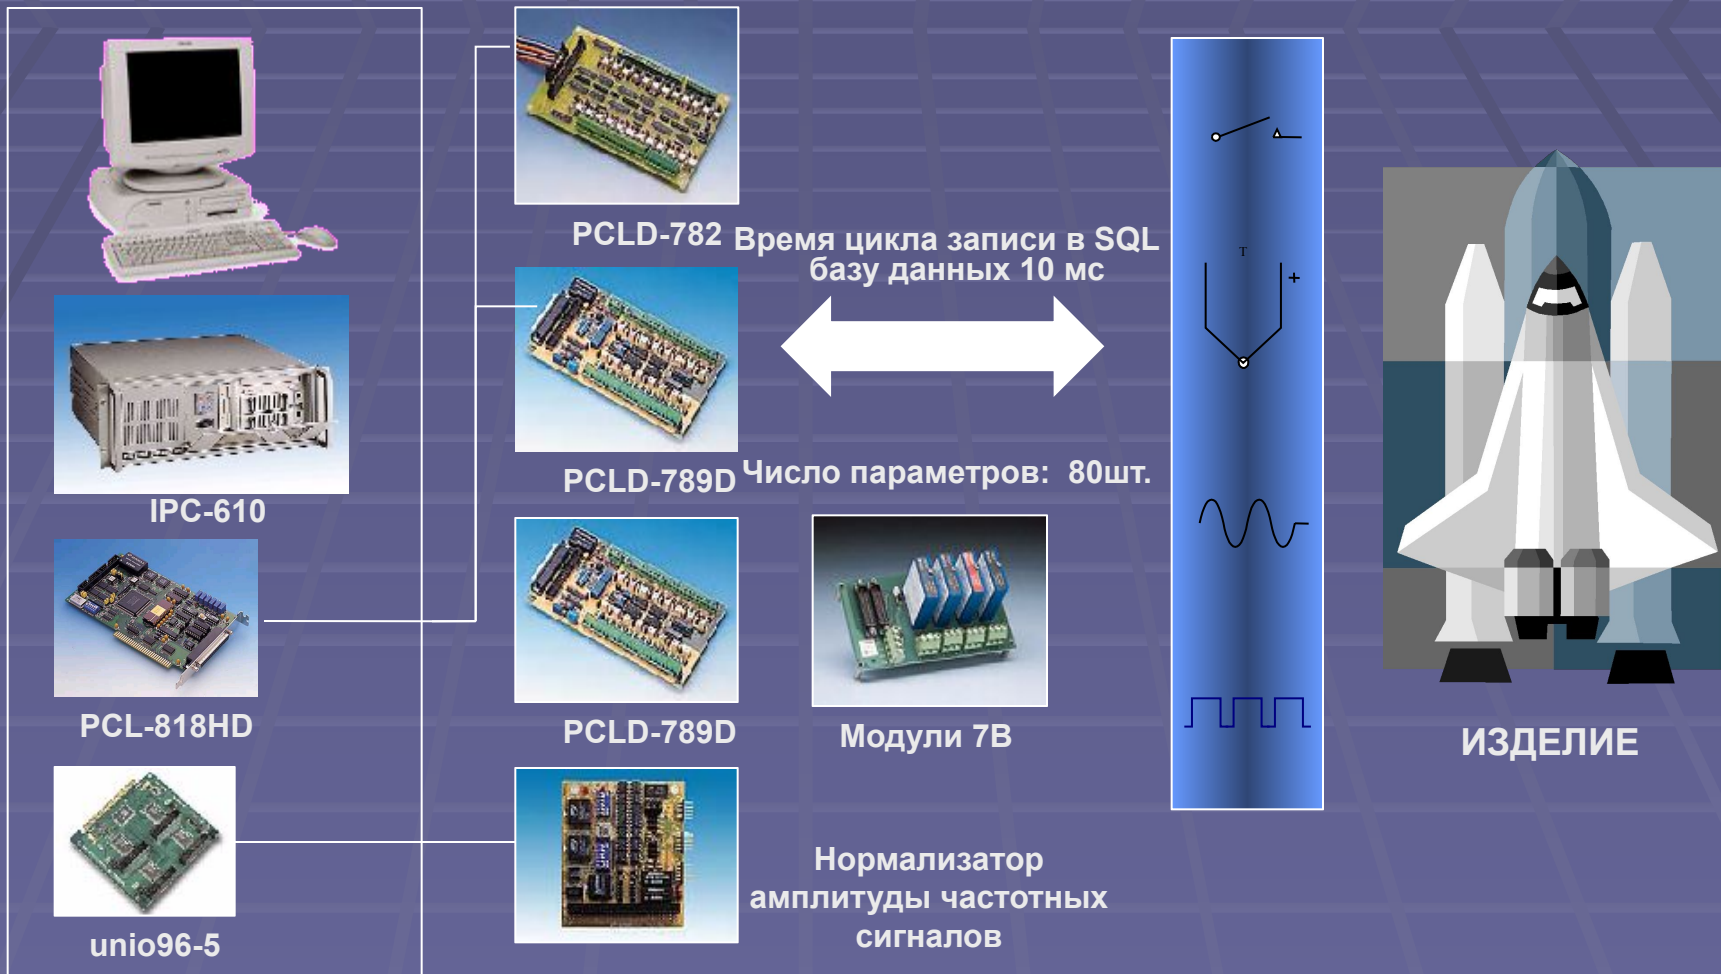 PCLD-782
Время цикла записи в SQL
базу данных 10 мс
T
+
PCLD-789D
Число параметров: 80шт.
IPC-610
PCL-818HD
PCLD-789D
Модули 7B
ИЗДЕЛИЕ
Нормализатор
амплитуды частотных
сигналов
unio96-5